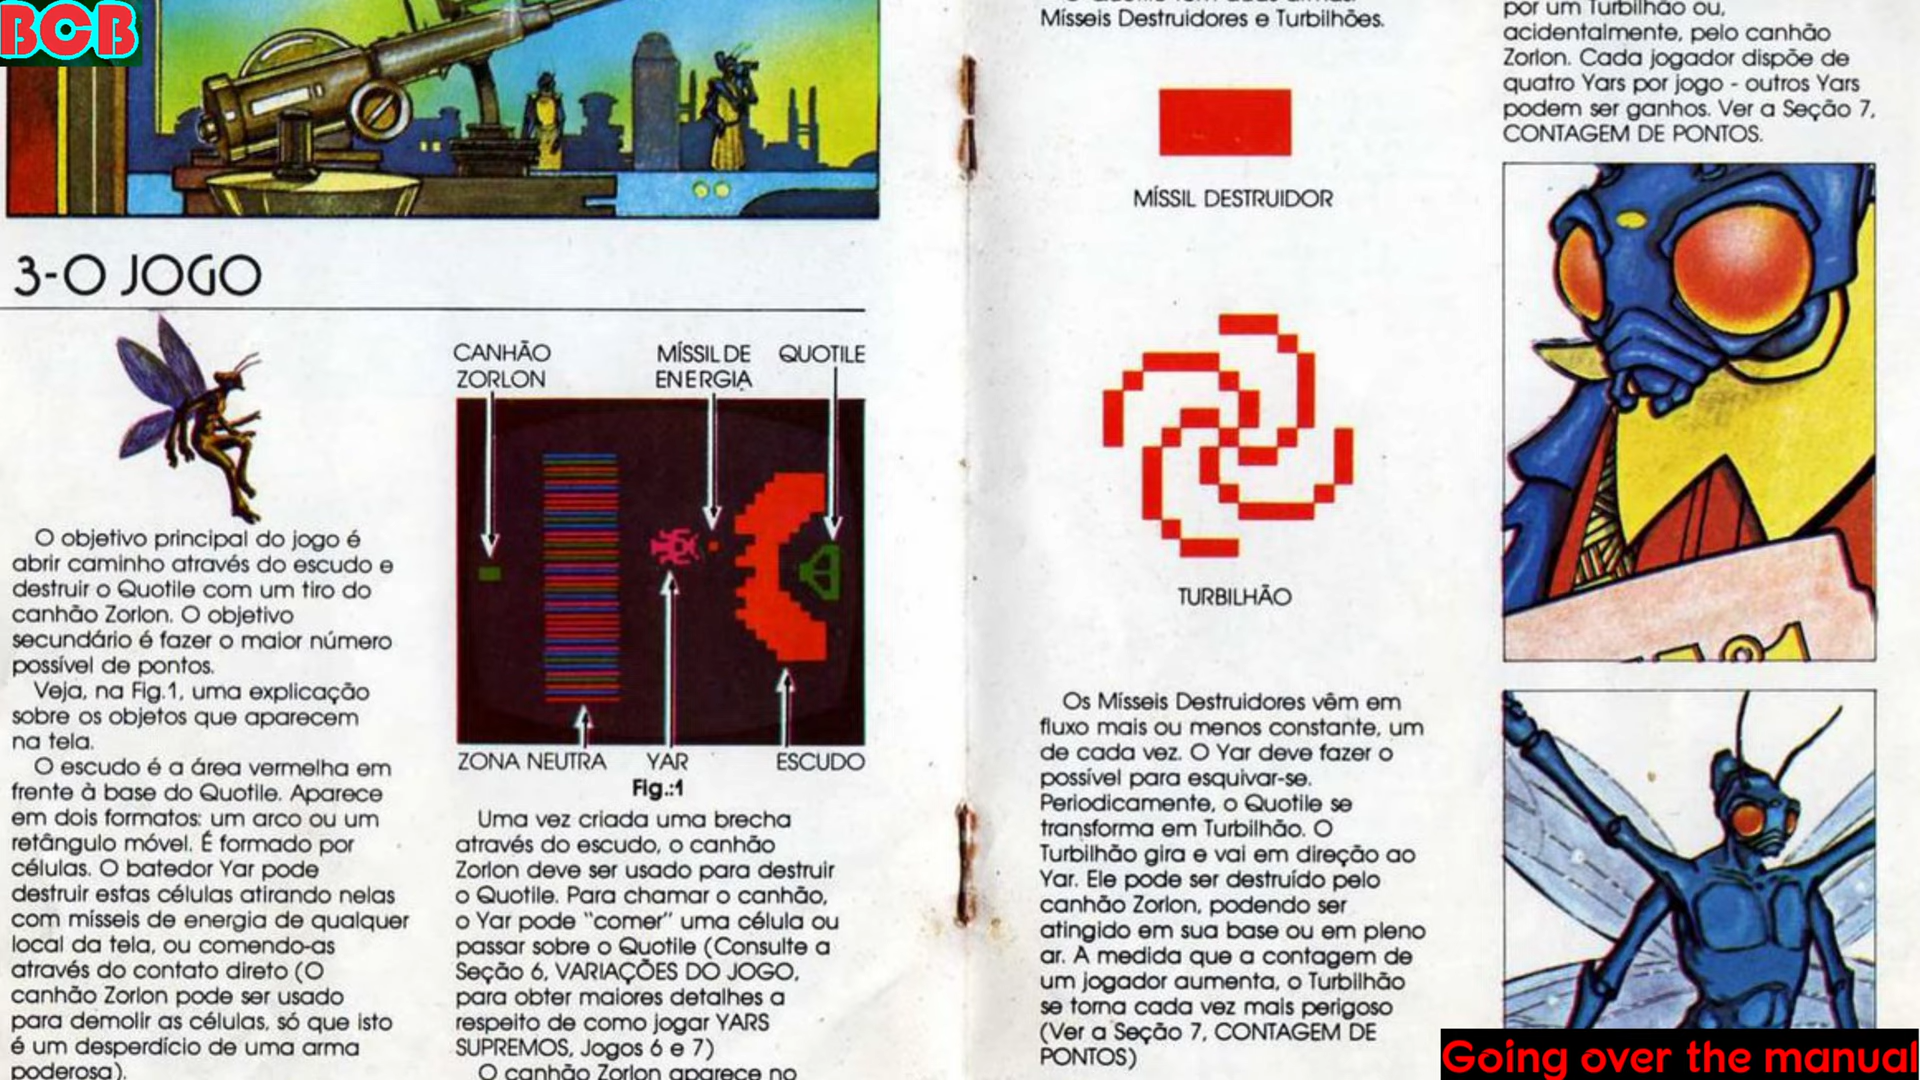 BCB
3-O JOGO
O objetivo principal do jogo é
abrir caminho através do escudo e
destruir o Quotile com um tiro do
canhão Zorlon. O objetivo
secundário é fazer o maior número
possível de pontos.
Veja, na Fig.1, uma explicação
sobre os objetos que aparecem
na tela.
O escudo é a área vermelha em
frente à base do Quotile. Aparece
em dois formatos: um arco ou um
retângulo móvel. É formado por
células. O batedor Yar pode
destruir estas células atirando nelas
com mísseis de energia de qualquer
local da tela, ou comendo-as
através do contato direto (O
canhão Zorlon pode ser usado
para demolir as células, só que isto
é um desperdício de uma arma
poderosa).
CANHÃO
ZORLON
MÍSSIL DE
ENERGIA
QUOTILE
ZONA NEUTRA YAR ESCUDO
Fig.:1
Uma vez criada uma brecha
através do escudo, o canhão
Zorlon deve ser usado para destruir
o Quotile. Para chamar o canhão,
o Yar pode "comer" uma célula ou
passar sobre o Quotile (Consulte a
Seção 6, VARIAÇÕES DO JOGO,
para obter maiores detalhes a
respeito de como jogar YARS
SUPREMOS, Jogos 6 e 7)
O canhão Zorlon aparece no
Mísseis Destruidores e Turbilhões.
MÍSSIL DESTRUIDOR
TURBILHÃO
Os Mísseis Destruidores vêm em
fluxo mais ou menos constante, um
de cada vez. O Yar deve fazer o
possível para esquivar-se.
Periodicamente, o Quotile se
transforma em Turbilhão. O
Turbilhão gira e vai em direção ao
Yar. Ele pode ser destruído pelo
canhão Zorlon, podendo ser
atingido em sua base ou em pleno
ar. A medida que a contagem de
um jogador aumenta, o Turbilhão
se torna cada vez mais perigoso
(Ver a Seção 7, CONTAGEM DE
PONTOS)
por um Turbilhão ou,
acidentalmente, pelo canhão
Zorlon. Cada jogador dispõe de
quatro Yars por jogo - outros Yars
podem ser ganhos. Ver a Seção 7,
CONTAGEM DE PONTOS.
Going over the manual